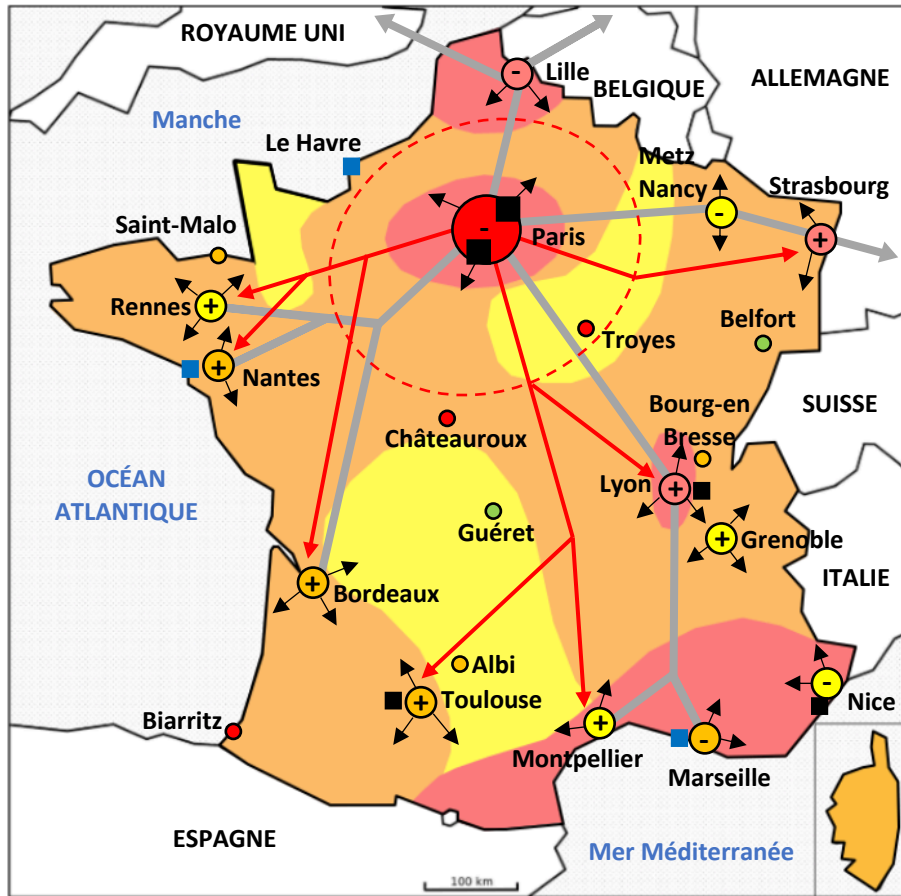 ROYAUME UNI
Lille
BELGIQUE
ALLEMAGNE
Manche
Le Havre
Metz
Nancy
Strasbourg
Saint-Malo
-
Paris
Rennes
Troyes
Belfort
Nantes
Châteauroux
Bourg-en
Bresse
SUISSE
OCÉAN
ATLANTIQUE
Lyon
Guéret
Grenoble
ITALIE
Bordeaux
Albi
Toulouse
Nice
Biarritz
Montpellier
Marseille
ESPAGNE
Mer Méditerranée
100 km